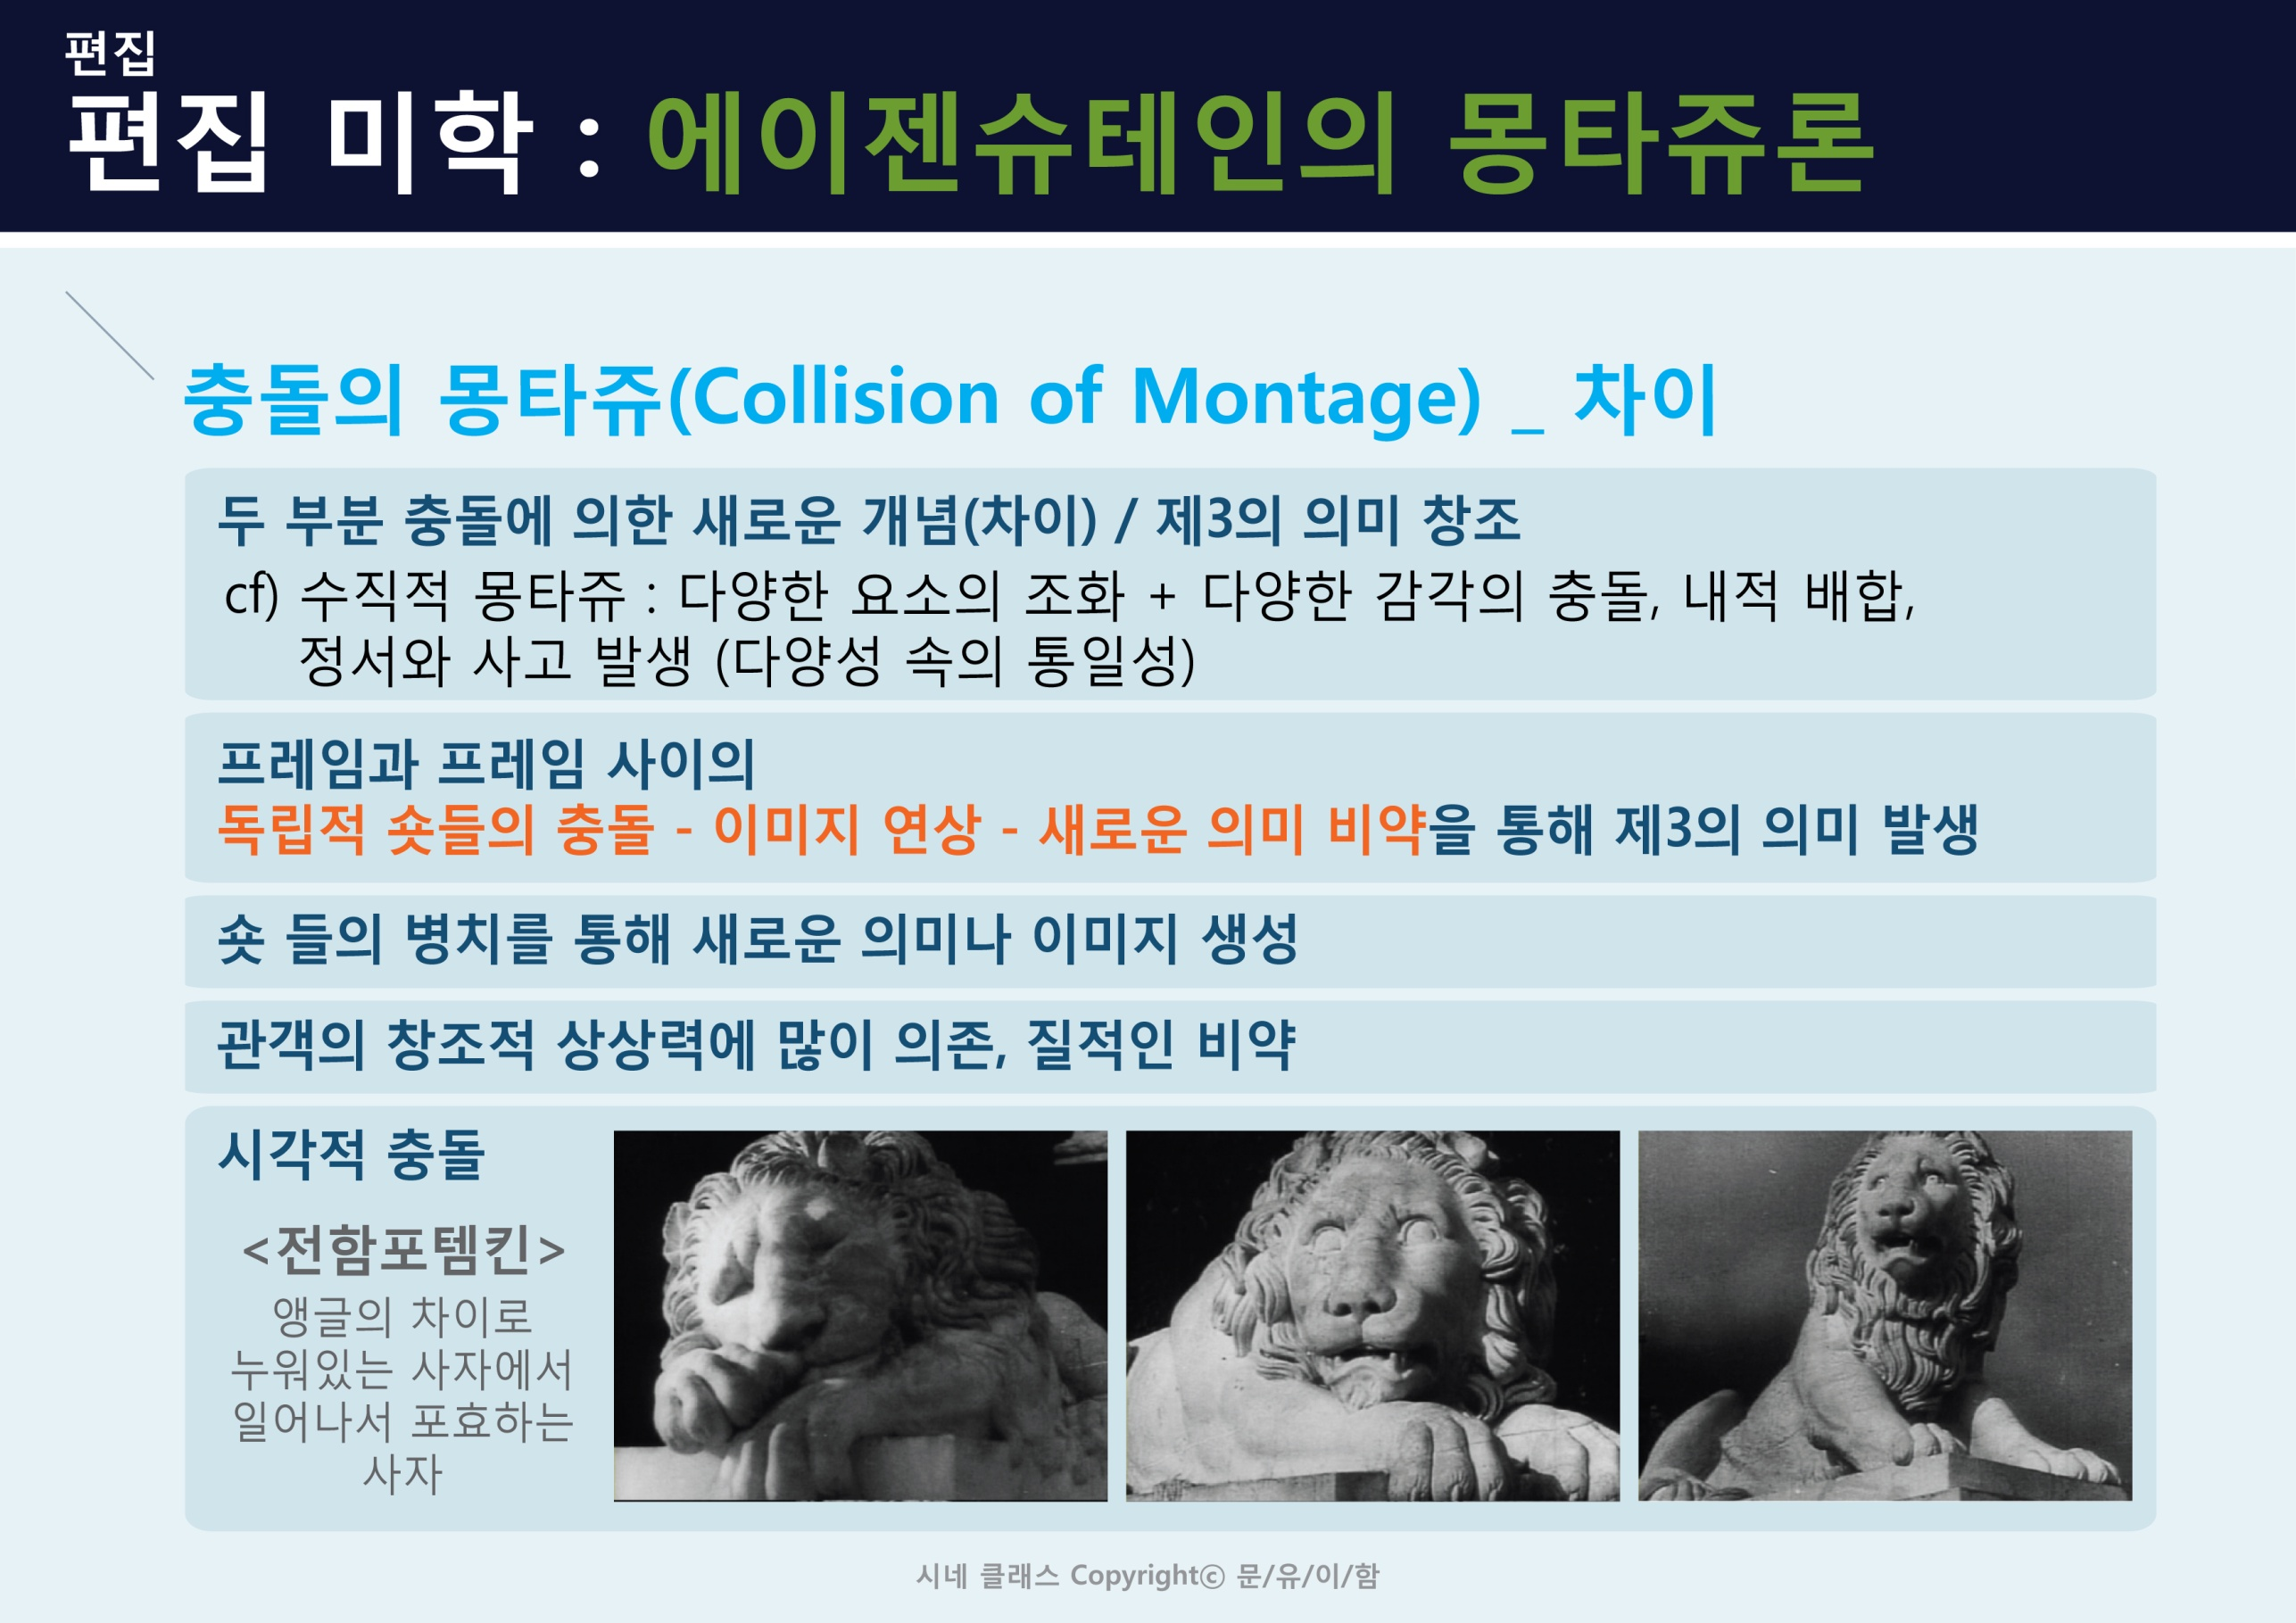 편집
편집 미학 : 에이젠슈테인의 몽타쥬론
충돌의 몽타쥬(Collision of Montage) _ 차이
두 부분 충돌에 의한 새로운 개념(차이) / 제3의 의미 창조
cf) 수직적 몽타쥬 : 다양한 요소의 조화 + 다양한 감각의 충돌, 내적 배합,
정서와 사고 발생 (다양성 속의 통일성)
프레임과 프레임 사이의
독립적 숏들의 충돌 - 이미지 연상 - 새로운 의미 비약을 통해 제3의 의미 발생
숏 들의 병치를 통해 새로운 의미나 이미지 생성
관객의 창조적 상상력에 많이 의존, 질적인 비약
시각적 충돌
<전함포템킨>
앵글의 차이로
누워있는 사자에서
일어나서 포효하는
사자
시네 클래스 Copyright© 문/유/이/함